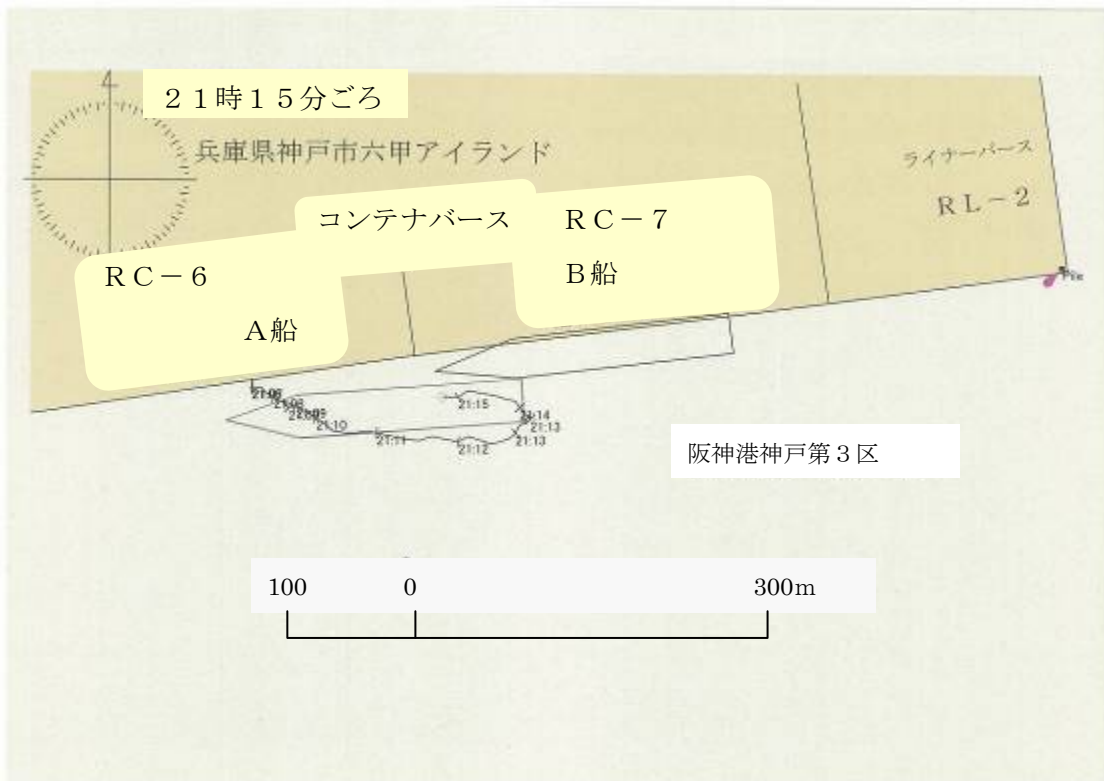 4
２１時１５分ごろ
兵庫県神戸市六甲アイランド
ライナーバース
ＲＬ－２
コンテナバース　ＲＣ－７
Ｂ船
ＲＣ－６
Ａ船
Pile
21:10
21:11
21:12
21:13
21:13
21:14
21:15
阪神港神戸第３区
100 0 300m